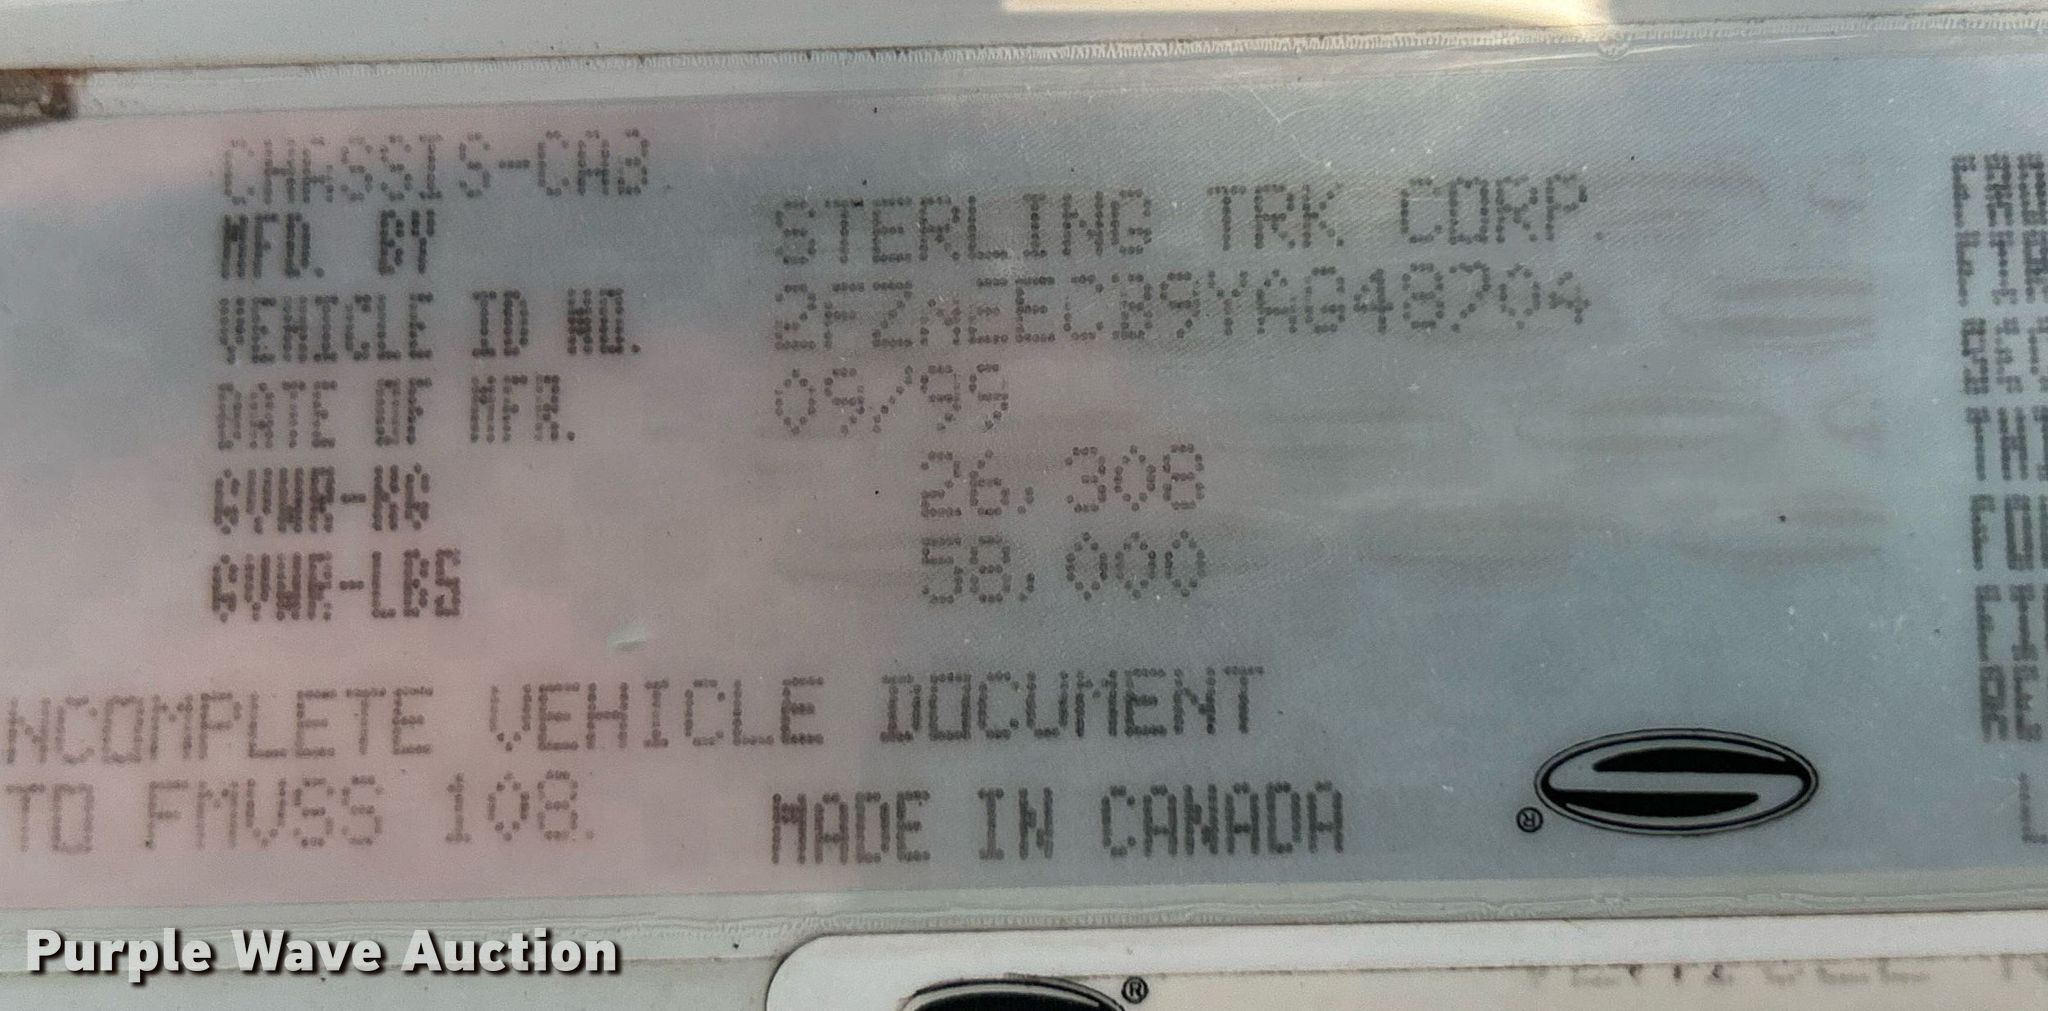 CHASSIS-CAB
MFD. BY STERLING TRK CORP.
VEHICLE ID NO. 2FZNEECB9YAG48704
DATE OF MFR. 09/99
GVWR-KG 26,308
GVWR-LBS 58,000
NCOMPLETE VEHICLE DOCUMENT
TO FMVSS 108.
MADE IN CANADA
®
Purple Wave Auction
®